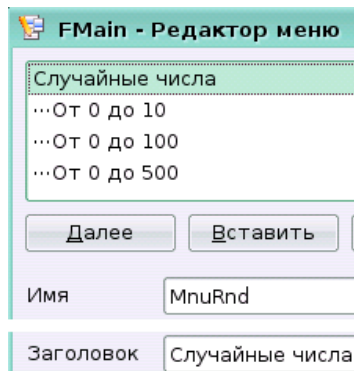 FMain - Редактор меню
Случайные числа
···От 0 до 10
···От 0 до 100
···От 0 до 500
Далее Вставить
Имя MnuRnd
Заголовок Случайные числа